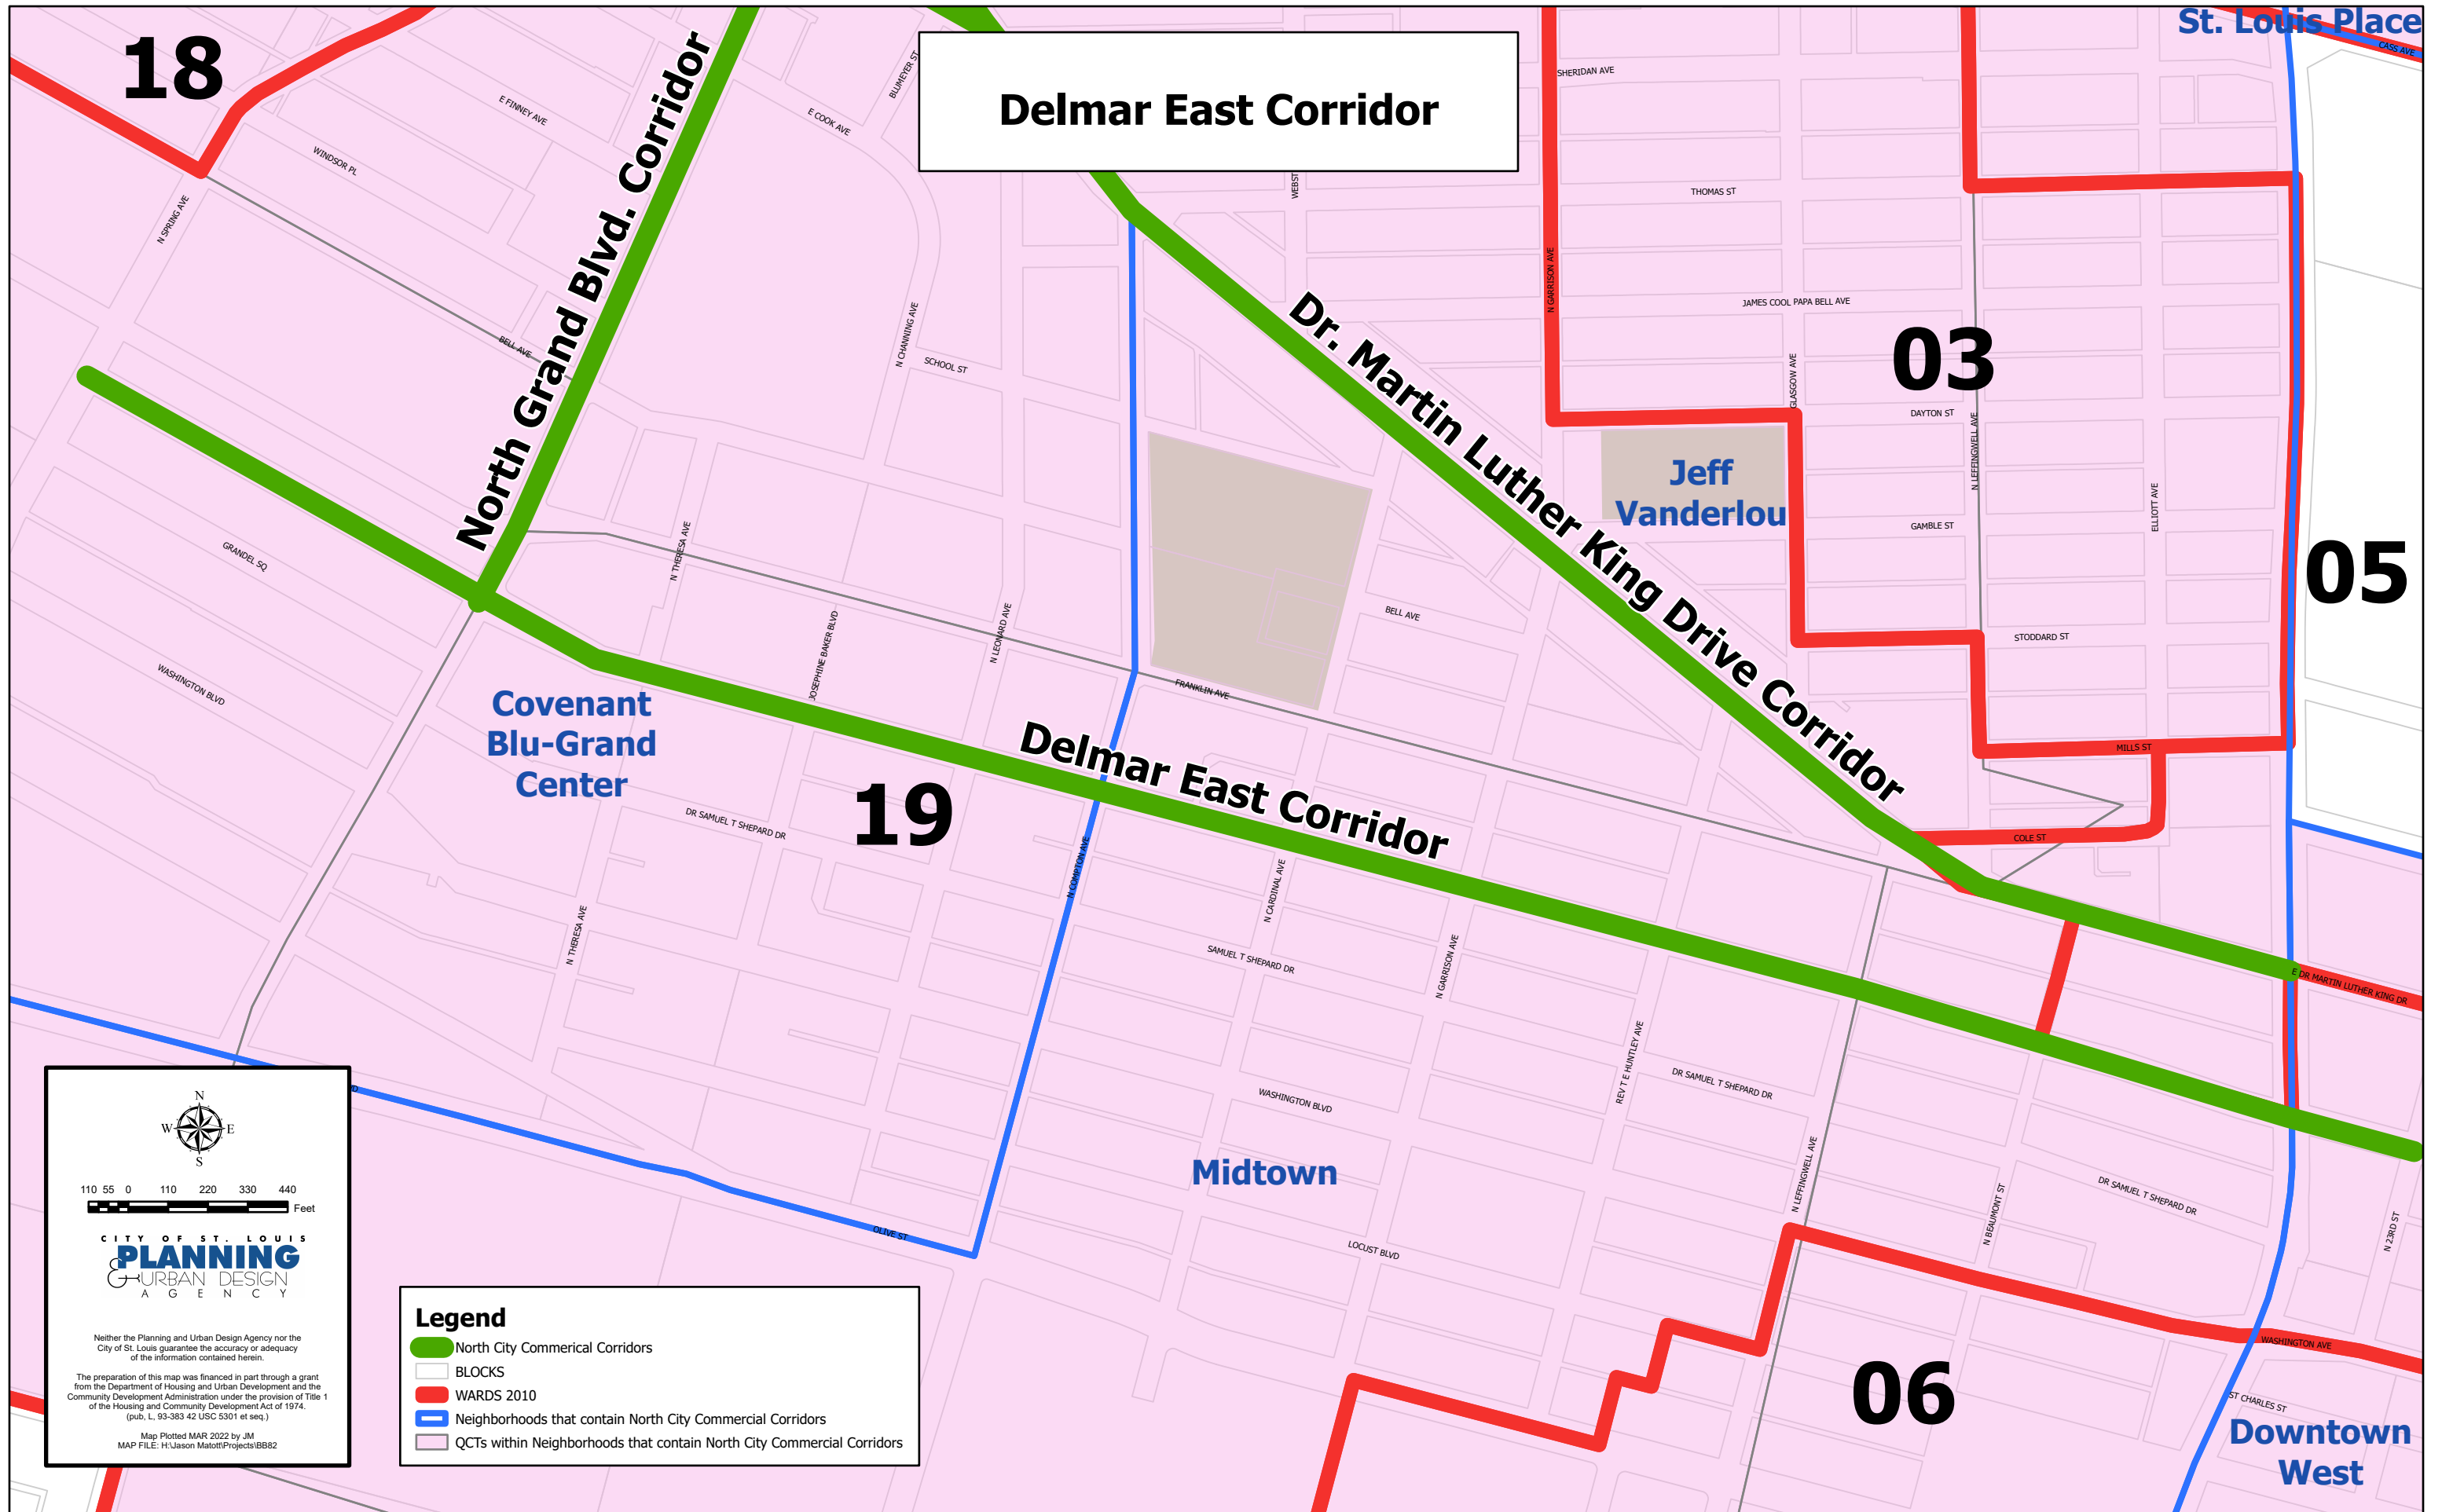 St. Louis Place
CASS AVE
18
BLUMEYER ST
SHERIDAN AVE
E FINNEY AVE
E COOK AVE
Delmar East Corridor
WINDSOR PL
N SPRING AVE
North Grand Blvd. Corridor
WEBST
THOMAS ST
N GARRISON AVE
JAMES COOL PAPA BELL AVE
BELL AVE
N CHANNING AVE
SCHOOL ST
Dr. Martin Luther King Drive Corridor
GLASGOW AVE
03
DAYTON ST
N LEFFINGWELL AVE
Jeff
Vanderlou
ELLIOTT AVE
GAMBLE ST
05
GRANDEL SQ
N THERESA AVE
JOSEPHINE BAKER BLVD
N LEONARD AVE
BELL AVE
STODDARD ST
WASHINGTON BLVD
FRANKLIN AVE
Covenant
Blu-Grand
Center
Delmar East Corridor
MILLS ST
19
DR SAMUEL T SHEPARD DR
COLE ST
N COMPTON AVE
N CARDINAL AVE
N THERESA AVE
SAMUEL T SHEPARD DR
N GARRISON AVE
E DR MARTIN LUTHER KING DR
REV T E HUNTLEY AVE
DR SAMUEL T SHEPARD DR
WASHINGTON BLVD
Midtown
N LEFFINGWELL AVE
N BEAUMONT ST
DR SAMUEL T SHEPARD DR
N 23RD ST
OLIVE ST
LOCUST BLVD
WASHINGTON AVE
06
ST CHARLES ST
Downtown
West
N
W E
S
110 55 0 110 220 330 440
Feet
CITY OF ST. LOUIS
PLANNING
& URBAN DESIGN
AGENCY
Neither the Planning and Urban Design Agency nor the
City of St. Louis guarantee the accuracy or adequacy
of the information contained herein.
The preparation of this map was financed in part through a grant
from the Department of Housing and Urban Development and the
Community Development Administration under the provision of Title 1
of the Housing and Community Development Act of 1974.
(pub, L, 93-383 42 USC 5301 et seq.)
Map Plotted MAR 2022 by JM
MAP FILE: H:\Jason Matott\Projects\BB82
Legend
North City Commerical Corridors
BLOCKS
WARDS 2010
Neighborhoods that contain North City Commercial Corridors
QCTs within Neighborhoods that contain North City Commercial Corridors